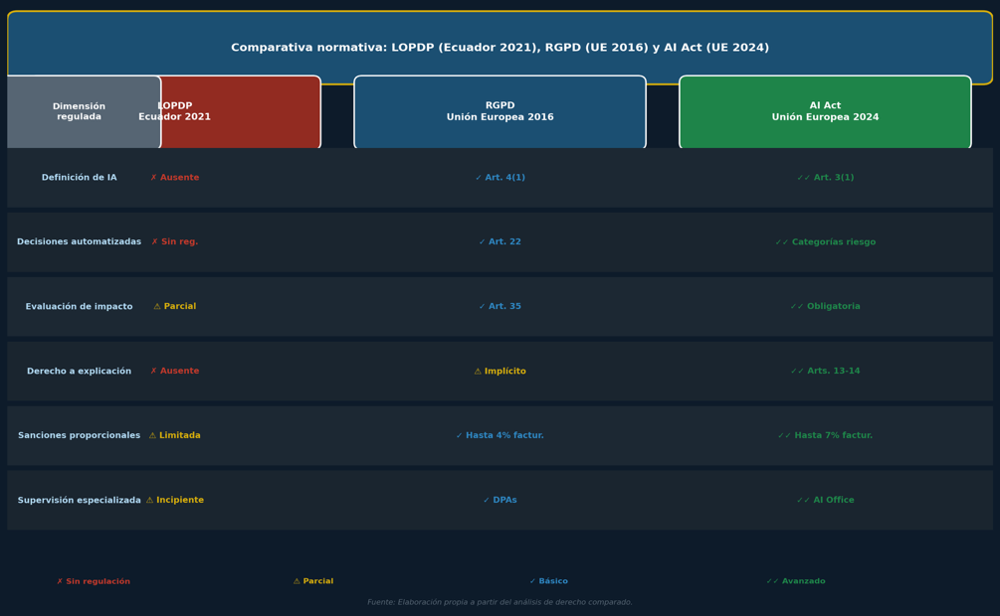 Comparativa normativa: LOPDP (Ecuador 2021), RGPD (UE 2016) y AI Act (UE 2024)
Dimensión
regulada
LOPDP
Ecuador 2021
RGPD
Unión Europea 2016
AI Act
Unión Europea 2024
Definición de IA ✗ Ausente ✓ Art. 4(1) ✓✓ Art. 3(1)
Decisiones automatizadas ✗ Sin reg. ✓ Art. 22 ✓✓ Categorías riesgo
Evaluación de impacto ⚠ Parcial ✓ Art. 35 ✓✓ Obligatoria
Derecho a explicación ✗ Ausente ⚠ Implícito ✓✓ Arts. 13-14
Sanciones proporcionales ⚠ Limitada ✓ Hasta 4% factur. ✓✓ Hasta 7% factur.
Supervisión especializada ⚠ Incipiente ✓ DPAs ✓✓ AI Office
✗ Sin regulación ⚠ Parcial ✓ Básico ✓✓ Avanzado
Fuente: Elaboración propia a partir del análisis de derecho comparado.